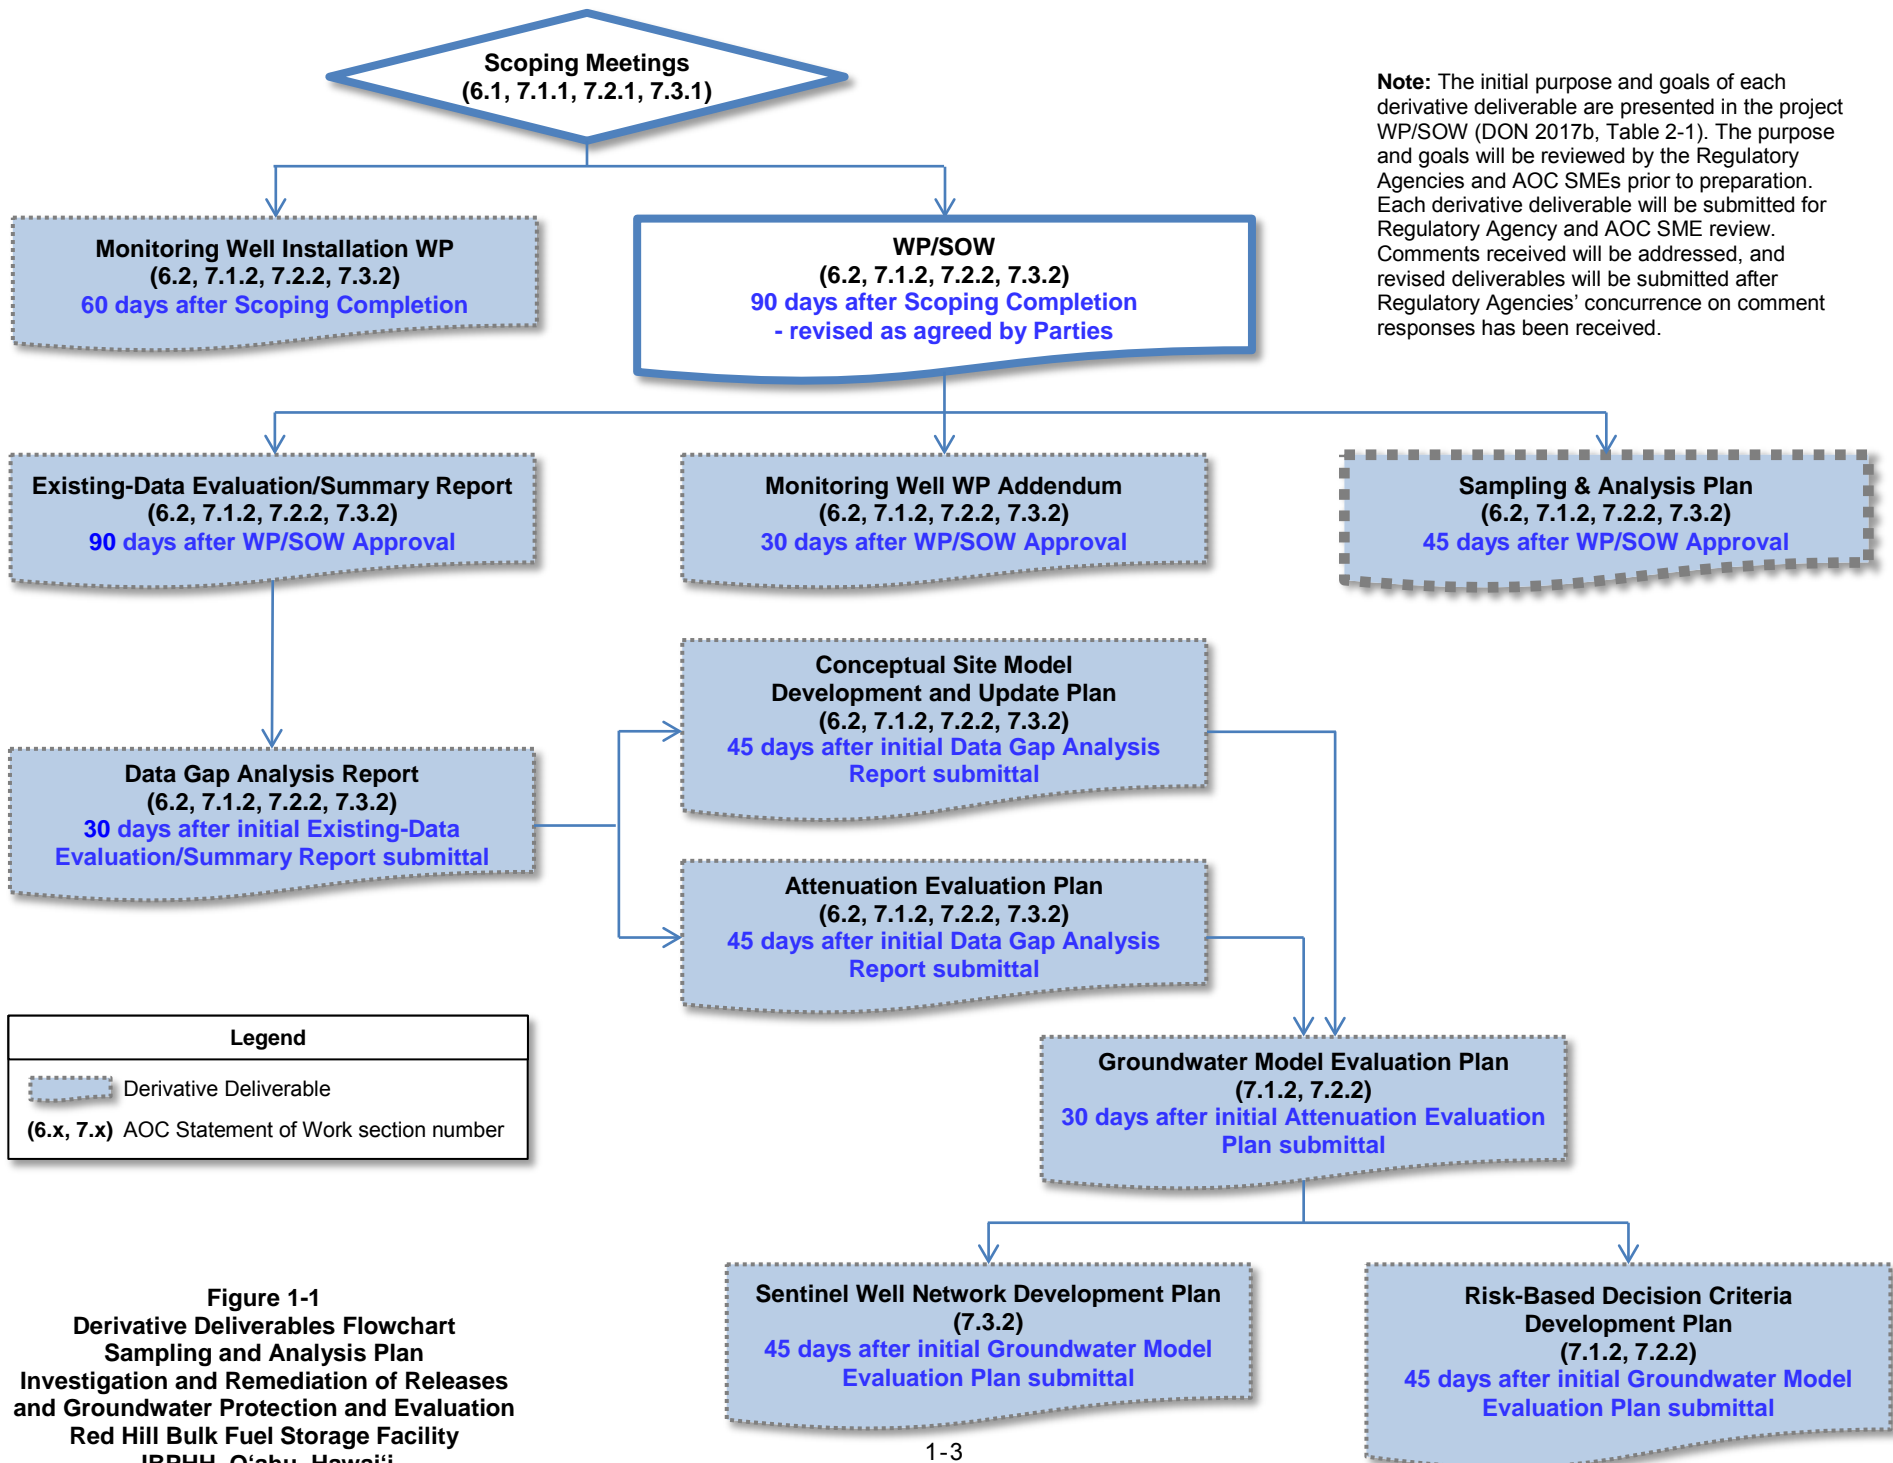 Scoping Meetings
(6.1, 7.1.1, 7.2.1, 7.3.1)
Note: The initial purpose and goals of each
derivative deliverable are presented in the project
WP/SOW (DON 2017b, Table 2-1). The purpose
and goals will be reviewed by the Regulatory
Agencies and AOC SMEs prior to preparation.
Each derivative deliverable will be submitted for
Regulatory Agency and AOC SME review.
Comments received will be addressed, and
revised deliverables will be submitted after
Regulatory Agencies’ concurrence on comment
responses has been received.
Monitoring Well Installation WP
(6.2, 7.1.2, 7.2.2, 7.3.2)
60 days after Scoping Completion
WP/SOW
(6.2, 7.1.2, 7.2.2, 7.3.2)
90 days after Scoping Completion
- revised as agreed by Parties
Existing-Data Evaluation/Summary Report
(6.2, 7.1.2, 7.2.2, 7.3.2)
90 days after WP/SOW Approval
Monitoring Well WP Addendum
(6.2, 7.1.2, 7.2.2, 7.3.2)
30 days after WP/SOW Approval
Sampling & Analysis Plan
(6.2, 7.1.2, 7.2.2, 7.3.2)
45 days after WP/SOW Approval
Data Gap Analysis Report
(6.2, 7.1.2, 7.2.2, 7.3.2)
30 days after initial Existing-Data
Evaluation/Summary Report submittal
Conceptual Site Model
Development and Update Plan
(6.2, 7.1.2, 7.2.2, 7.3.2)
45 days after initial Data Gap Analysis
Report submittal
Attenuation Evaluation Plan
(6.2, 7.1.2, 7.2.2, 7.3.2)
45 days after initial Data Gap Analysis
Report submittal
Groundwater Model Evaluation Plan
(7.1.2, 7.2.2)
30 days after initial Attenuation Evaluation
Plan submittal
Sentinel Well Network Development Plan
(7.3.2)
45 days after initial Groundwater Model
Evaluation Plan submittal
Risk-Based Decision Criteria
Development Plan
(7.1.2, 7.2.2)
45 days after initial Groundwater Model
Evaluation Plan submittal
Legend
Derivative Deliverable
(6.x, 7.x) AOC Statement of Work section number
Figure 1-1
Derivative Deliverables Flowchart
Sampling and Analysis Plan
Investigation and Remediation of Releases
and Groundwater Protection and Evaluation
Red Hill Bulk Fuel Storage Facility
JBPHH, O‘ahu, Hawai‘i
1-3